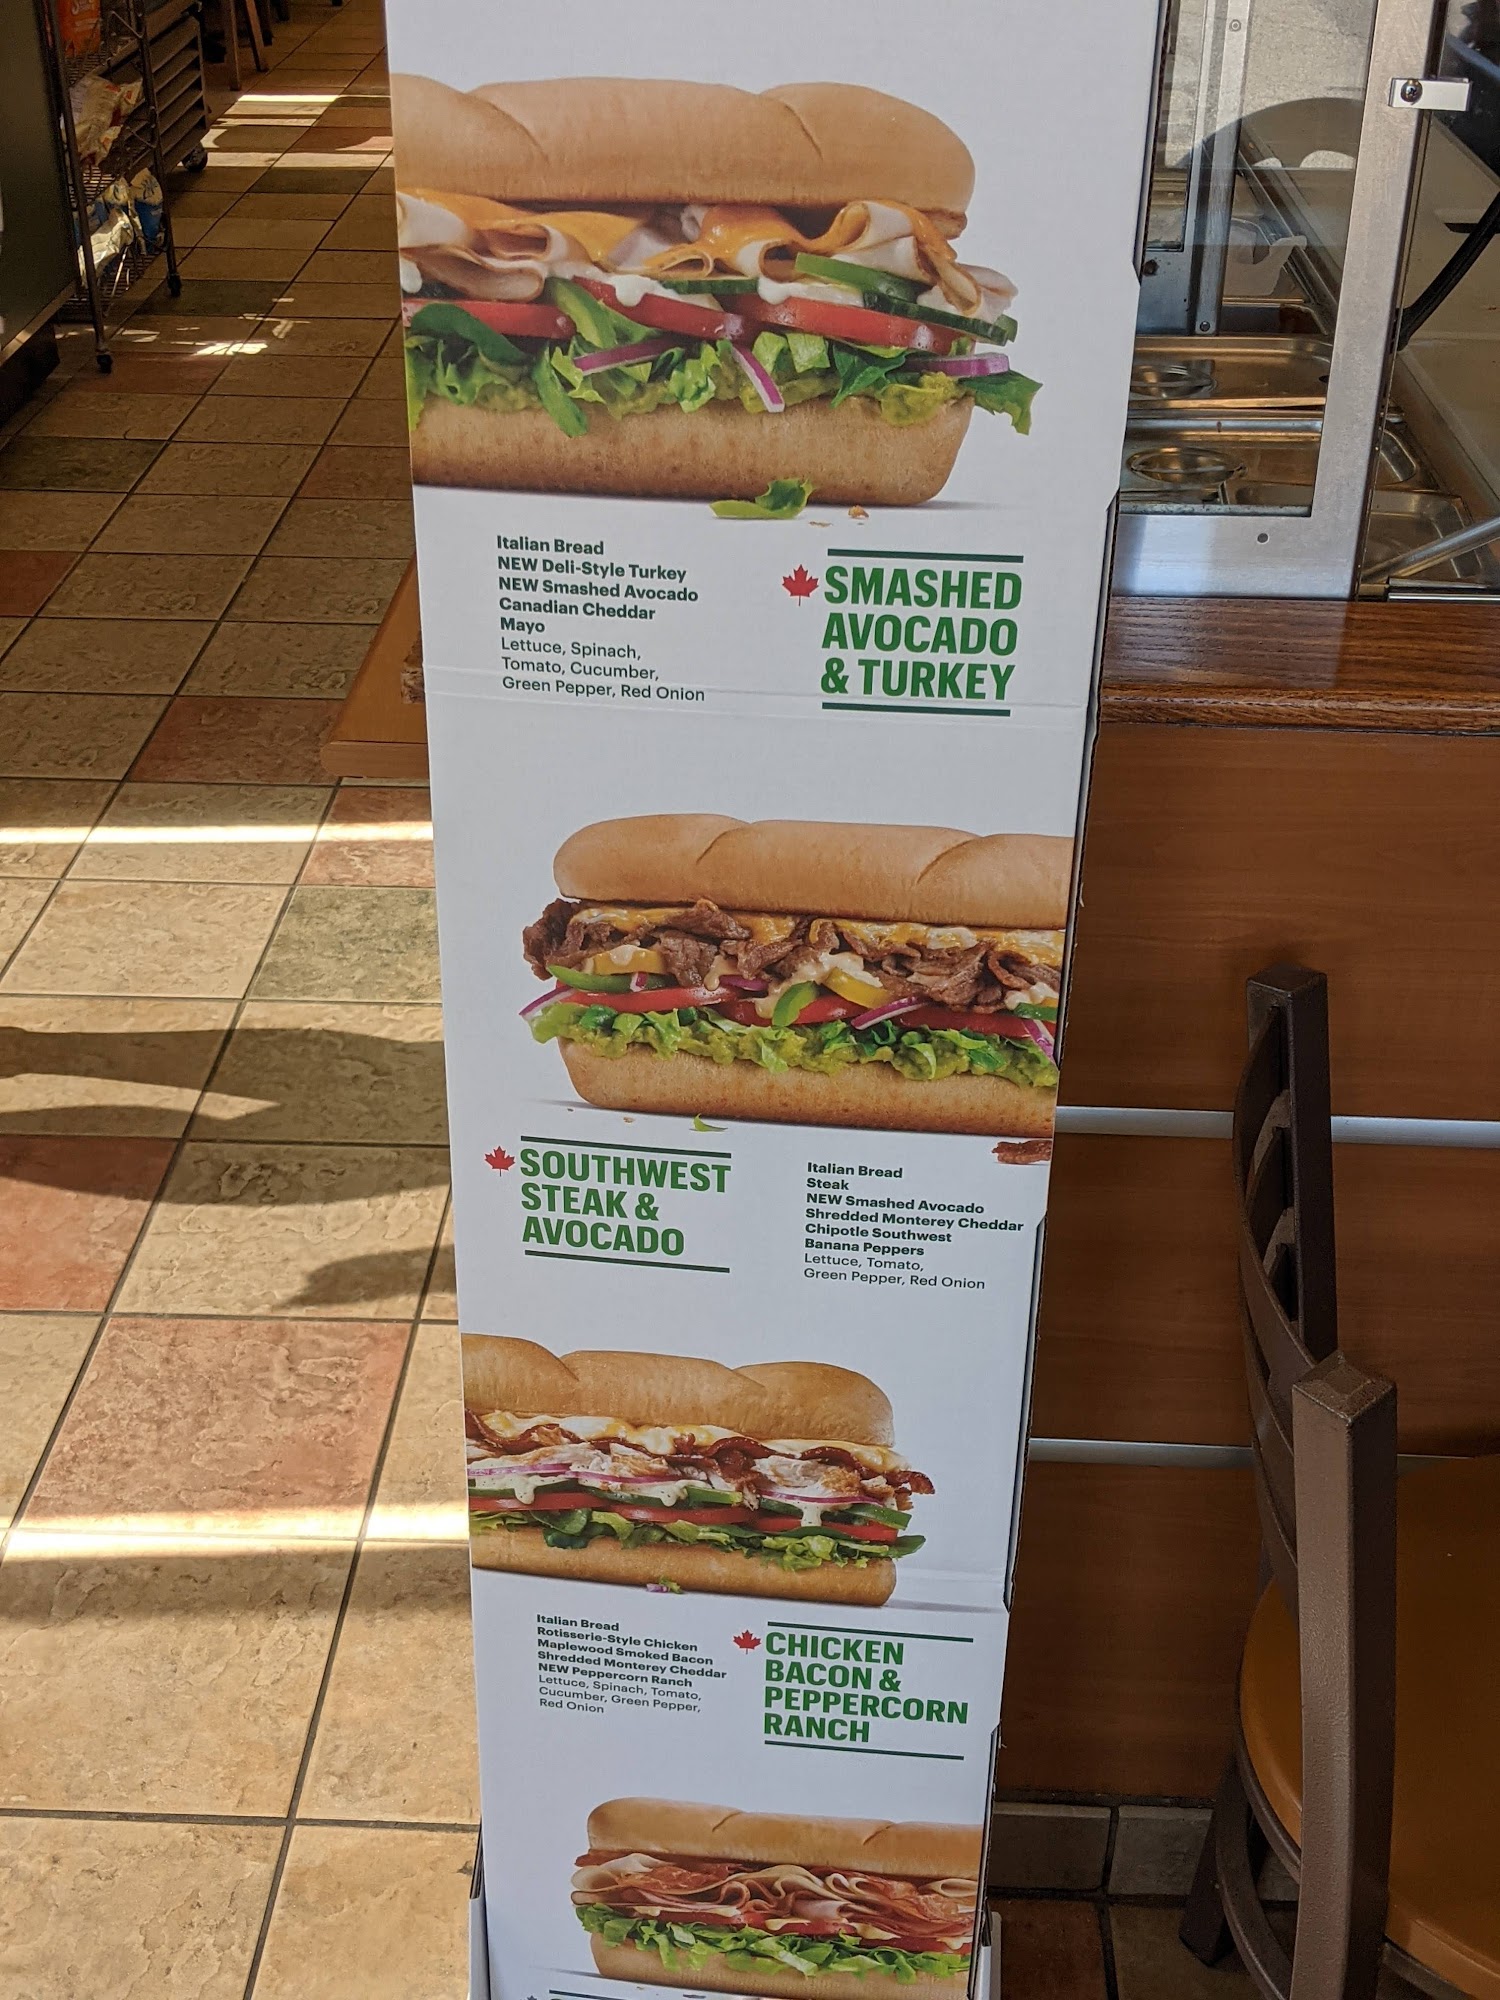 Italian Bread
NEW Deli-Style Turkey
NEW Smashed Avocado
Canadian Cheddar
Mayo
Lettuce, Spinach,
Tomato, Cucumber,
Green Pepper, Red Onion
SMASHED
AVOCADO
& TURKEY
SOUTHWEST
STEAK &
AVOCADO
Italian Bread
Steak
NEW Smashed Avocado
Shredded Monterey Cheddar
Chipotle Southwest
Banana Peppers
Lettuce, Tomato,
Green Pepper, Red Onion
Italian Bread
Rotisserie-Style Chicken
Maplewood Smoked Bacon
Shredded Monterey Cheddar
NEW Peppercorn Ranch
Lettuce, Spinach, Tomato,
Cucumber, Green Pepper,
Red Onion
CHICKEN
BACON &
PEPPERCORN
RANCH